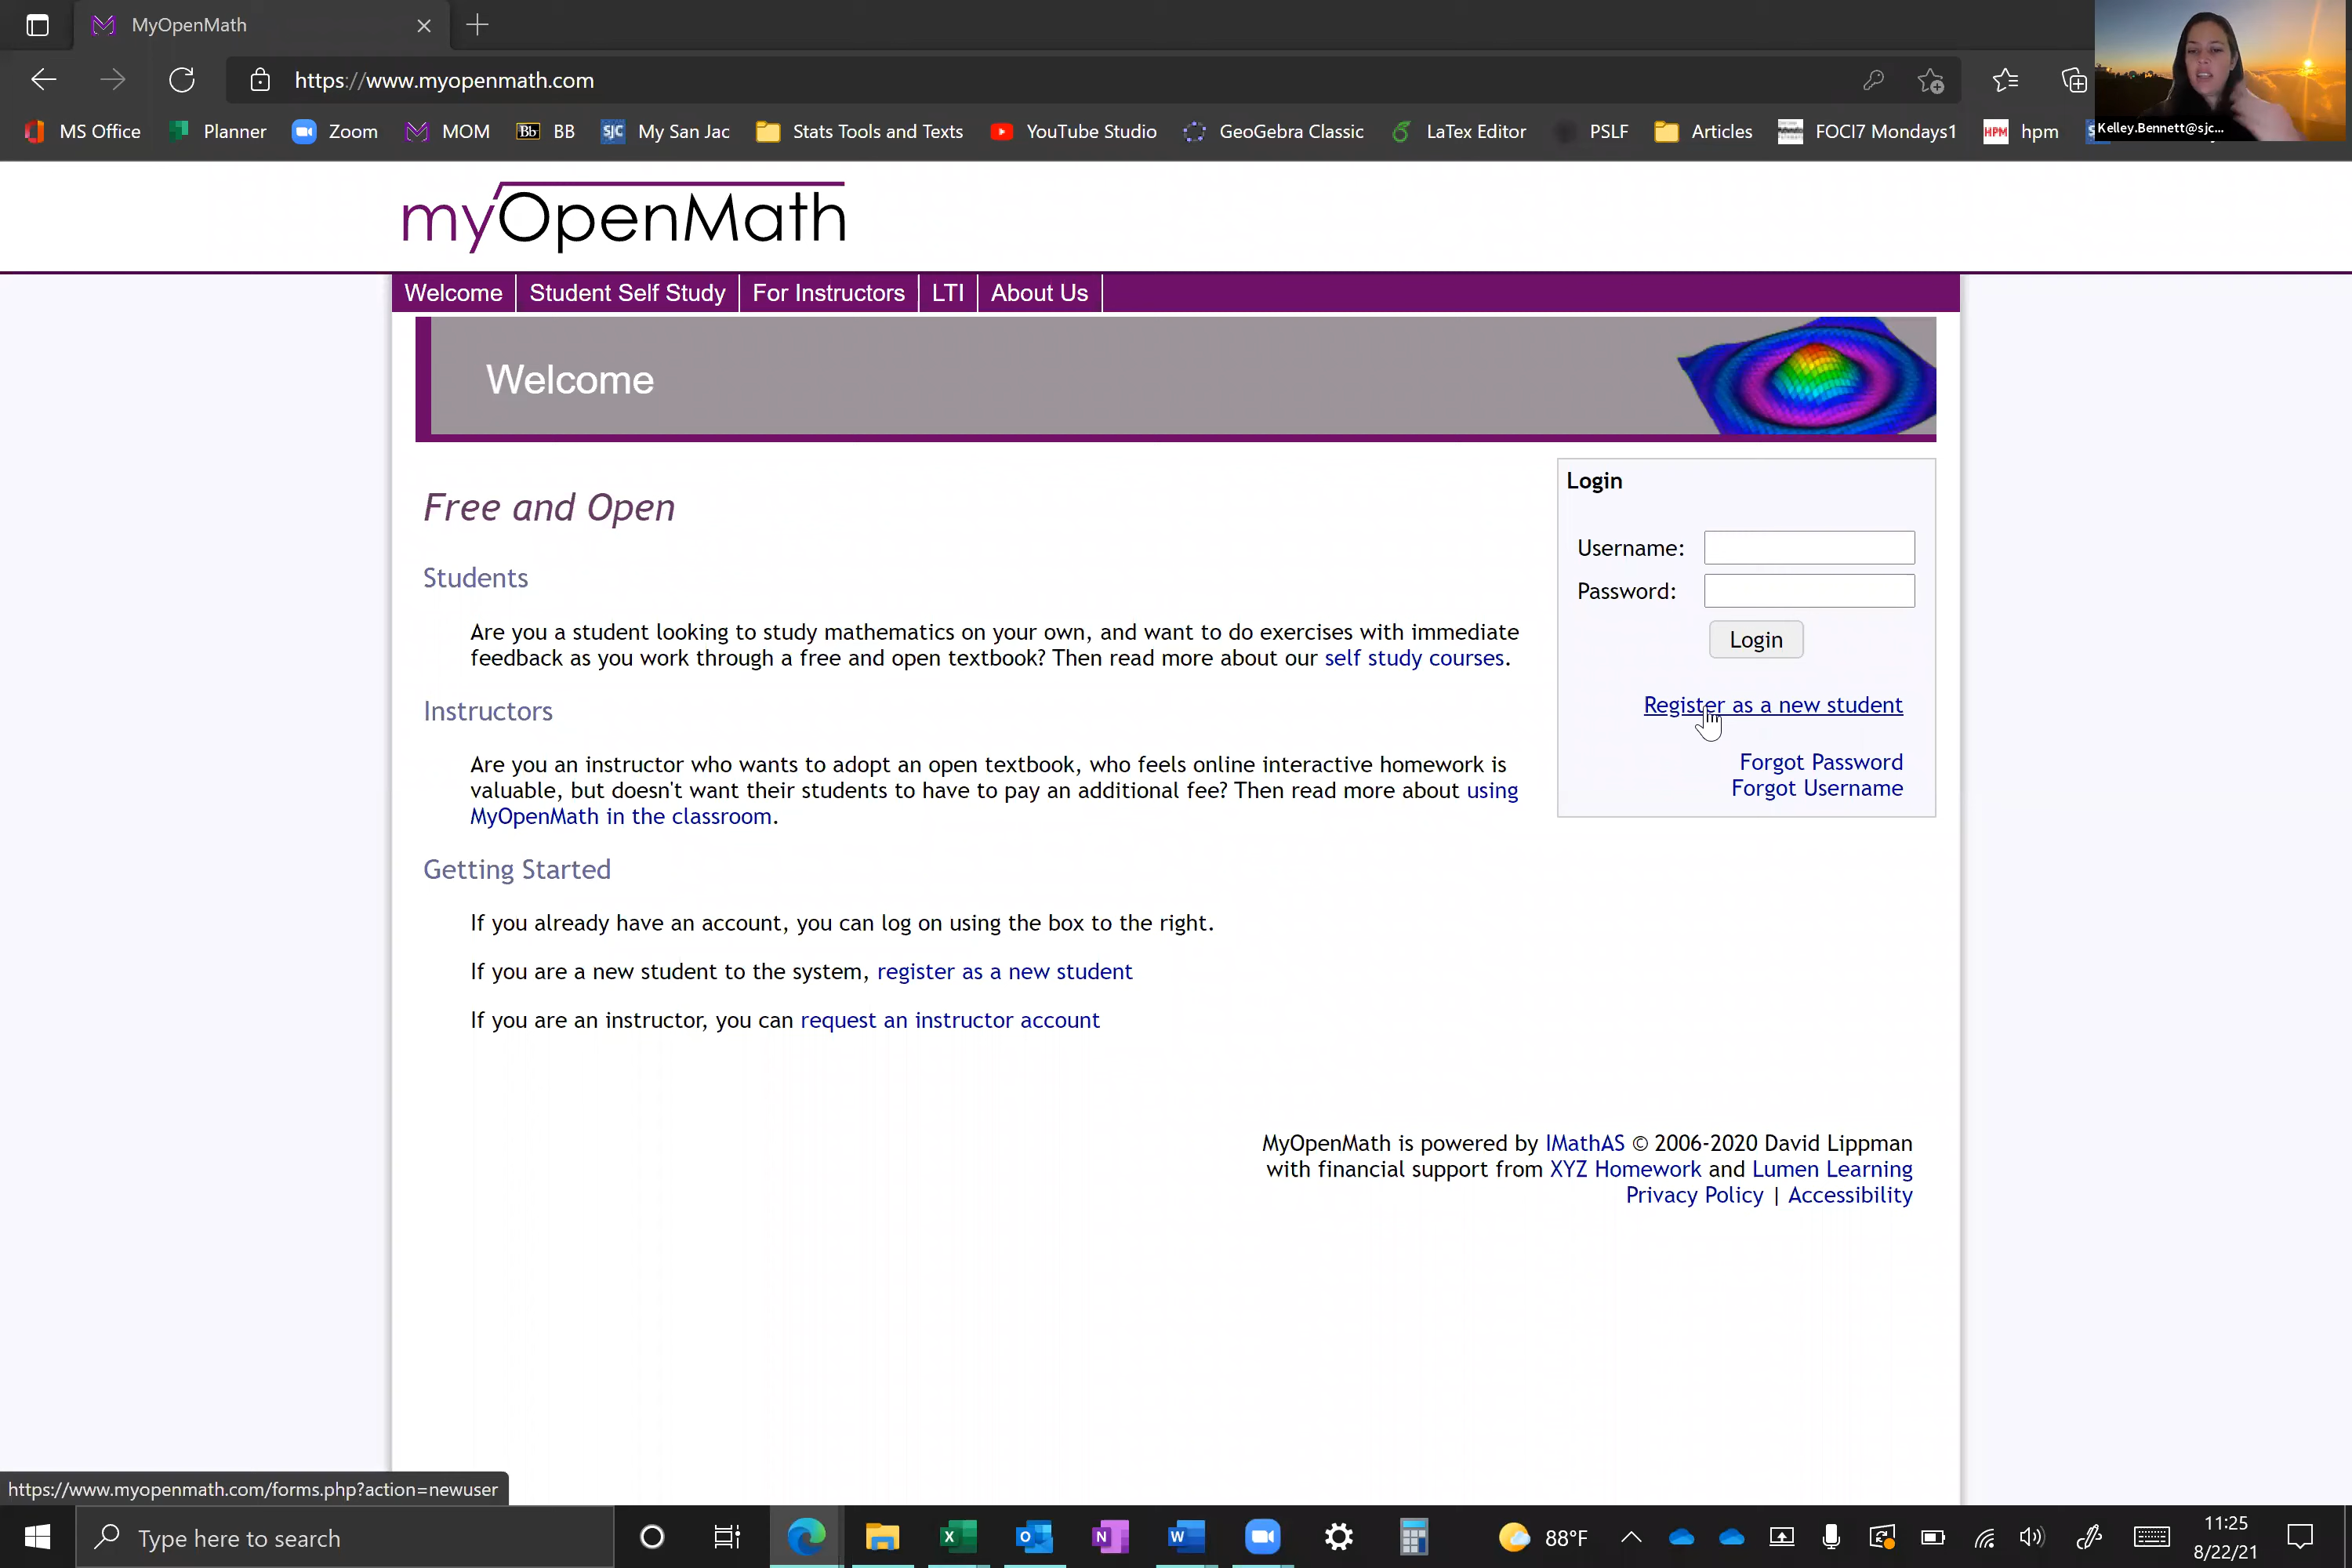 MyOpenMath
https://www.myopenmath.com
MS Office Planner Zoom MOM Bb BB SJC My San Jac Stats Tools and Texts YouTube Studio GeoGebra Classic LaTex Editor PSLF Articles FOCI7 Mondays1 HPM hpm
Kelley.Bennett@sjc...
myOpenMath
Welcome Student Self Study For Instructors LTI About Us
Welcome
Free and Open
Students
Are you a student looking to study mathematics on your own, and want to do exercises with immediate
feedback as you work through a free and open textbook? Then read more about our self study courses.
Instructors
Are you an instructor who wants to adopt an open textbook, who feels online interactive homework is
valuable, but doesn't want their students to have to pay an additional fee? Then read more about using
MyOpenMath in the classroom.
Getting Started
If you already have an account, you can log on using the box to the right.
If you are a new student to the system, register as a new student
If you are an instructor, you can request an instructor account
Login
Username:
Password:
Login
Register as a new student
Forgot Password
Forgot Username
MyOpenMath is powered by IMathAS © 2006-2020 David Lippman
with financial support from XYZ Homework and Lumen Learning
Privacy Policy | Accessibility
https://www.myopenmath.com/forms.php?action=newuser
Type here to search
88°F
11:25
8/22/21